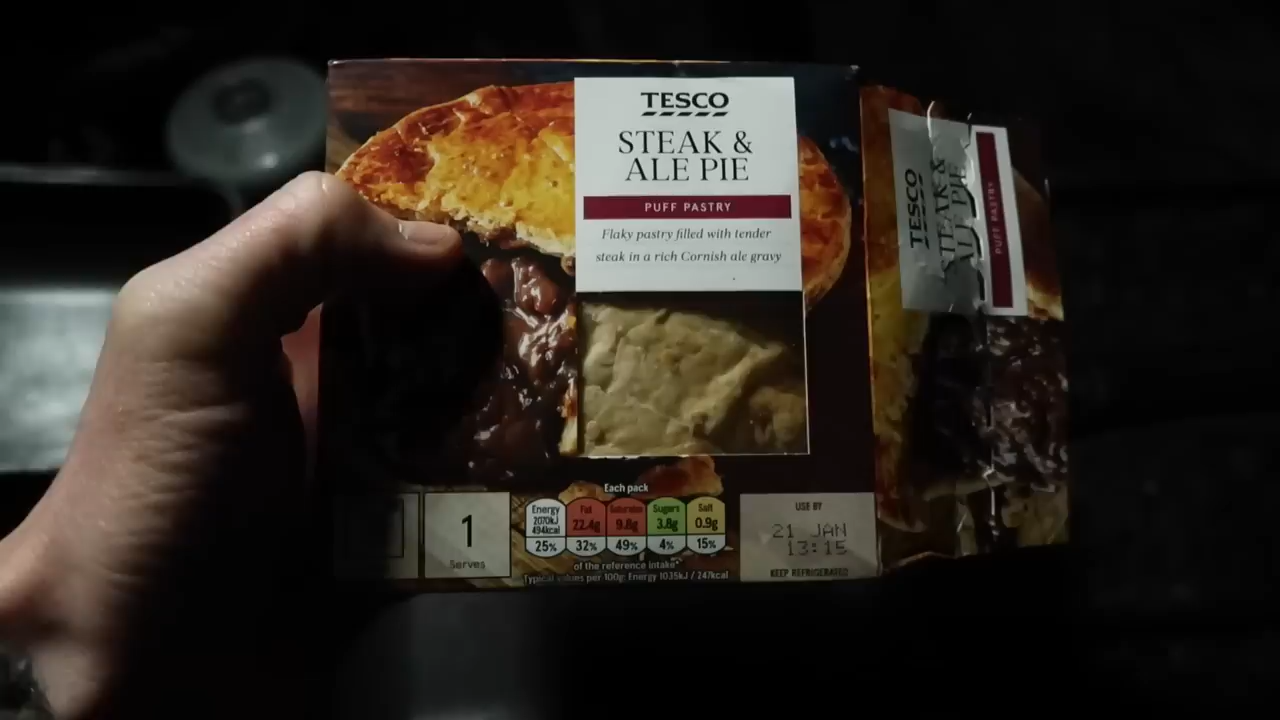 TESCO
STEAK &
ALE PIE
PUFF PASTRY
Flaky pastry filled with tender
steak in a rich Cornish ale gravy
Each pack
1
Serves
Energy
2070kJ
494kcal
25%
Fat
22.4g
32%
Saturates
9.8g
49%
Sugars
3.8g
4%
Salt
0.9g
15%
of the reference intake*
Typical values per 100g: Energy 1035kJ / 247kcal
USE BY
21 JAN
13:15
KEEP REFRIGERATED
TESCO
STEAK &
ALE PIE
PUFF PASTRY